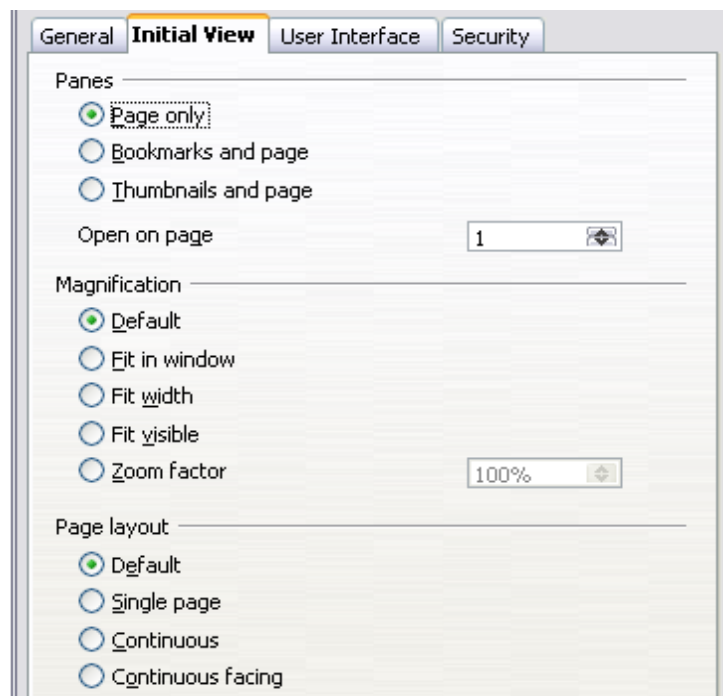 General Initial View User Interface Security
Panes
Page only
Bookmarks and page
Thumbnails and page
Open on page 1
Magnification
Default
Fit in window
Fit width
Fit visible
Zoom factor 100%
Page layout
Default
Single page
Continuous
Continuous facing